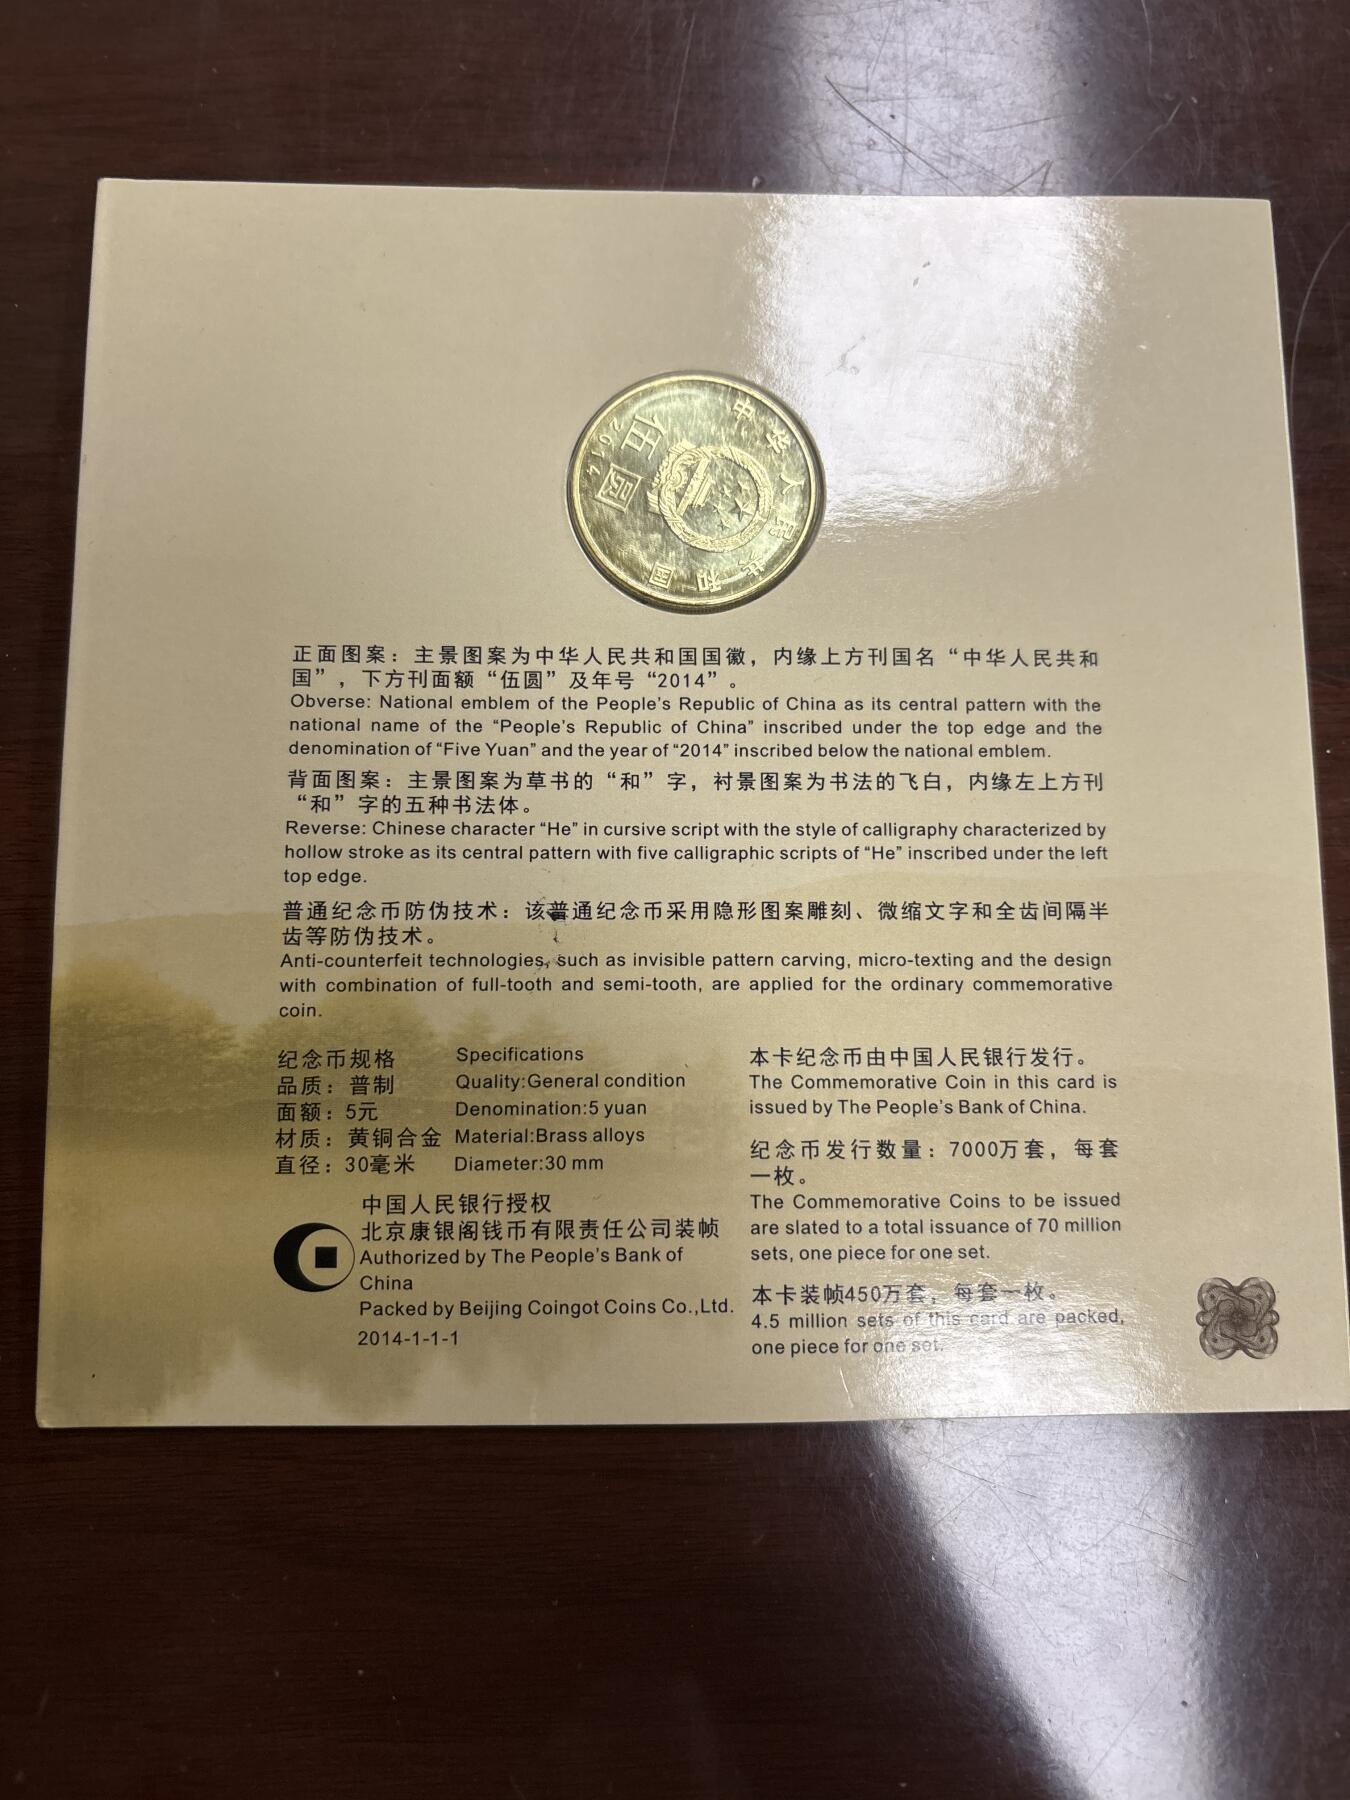 中华人民共和国
伍圆
2014
正面图案：主景图案为中华人民共和国国徽，内缘上方刊国名“中华人民共和
国”，下方刊面额“伍圆”及年号“2014”。
Obverse: National emblem of the People's Republic of China as its central pattern with the
national name of the “People's Republic of China” inscribed under the top edge and the
denomination of “Five Yuan” and the year of “2014” inscribed below the national emblem.
背面图案：主景图案为草书的“和”字，衬景图案为书法的飞白，内缘左上方刊
“和”字的五种书法体。
Reverse: Chinese character “He” in cursive script with the style of calligraphy characterized by
hollow stroke as its central pattern with five calligraphic scripts of “He” inscribed under the left
top edge.
普通纪念币防伪技术：该普通纪念币采用隐形图案雕刻、微缩文字和全齿间隔半
齿等防伪技术。
Anti-counterfeit technologies, such as invisible pattern carving, micro-texting and the design
with combination of full-tooth and semi-tooth, are applied for the ordinary commemorative
coin.
纪念币规格 Specifications
品质：普制 Quality:General condition
面额：5元 Denomination:5 yuan
材质：黄铜合金 Material:Brass alloys
直径：30毫米 Diameter:30 mm
中国人民银行授权
北京康银阁钱币有限责任公司装帧
Authorized by The People's Bank of
China
Packed by Beijing Coingot Coins Co.,Ltd.
2014-1-1-1
本卡纪念币由中国人民银行发行。
The Commemorative Coin in this card is
issued by The People's Bank of China.
纪念币发行数量：7000万套，每套
一枚。
The Commemorative Coins to be issued
are slated to a total issuance of 70 million
sets, one piece for one set.
本卡装帧450万套，每套一枚。
4.5 million sets of this card are packed,
one piece for one set.